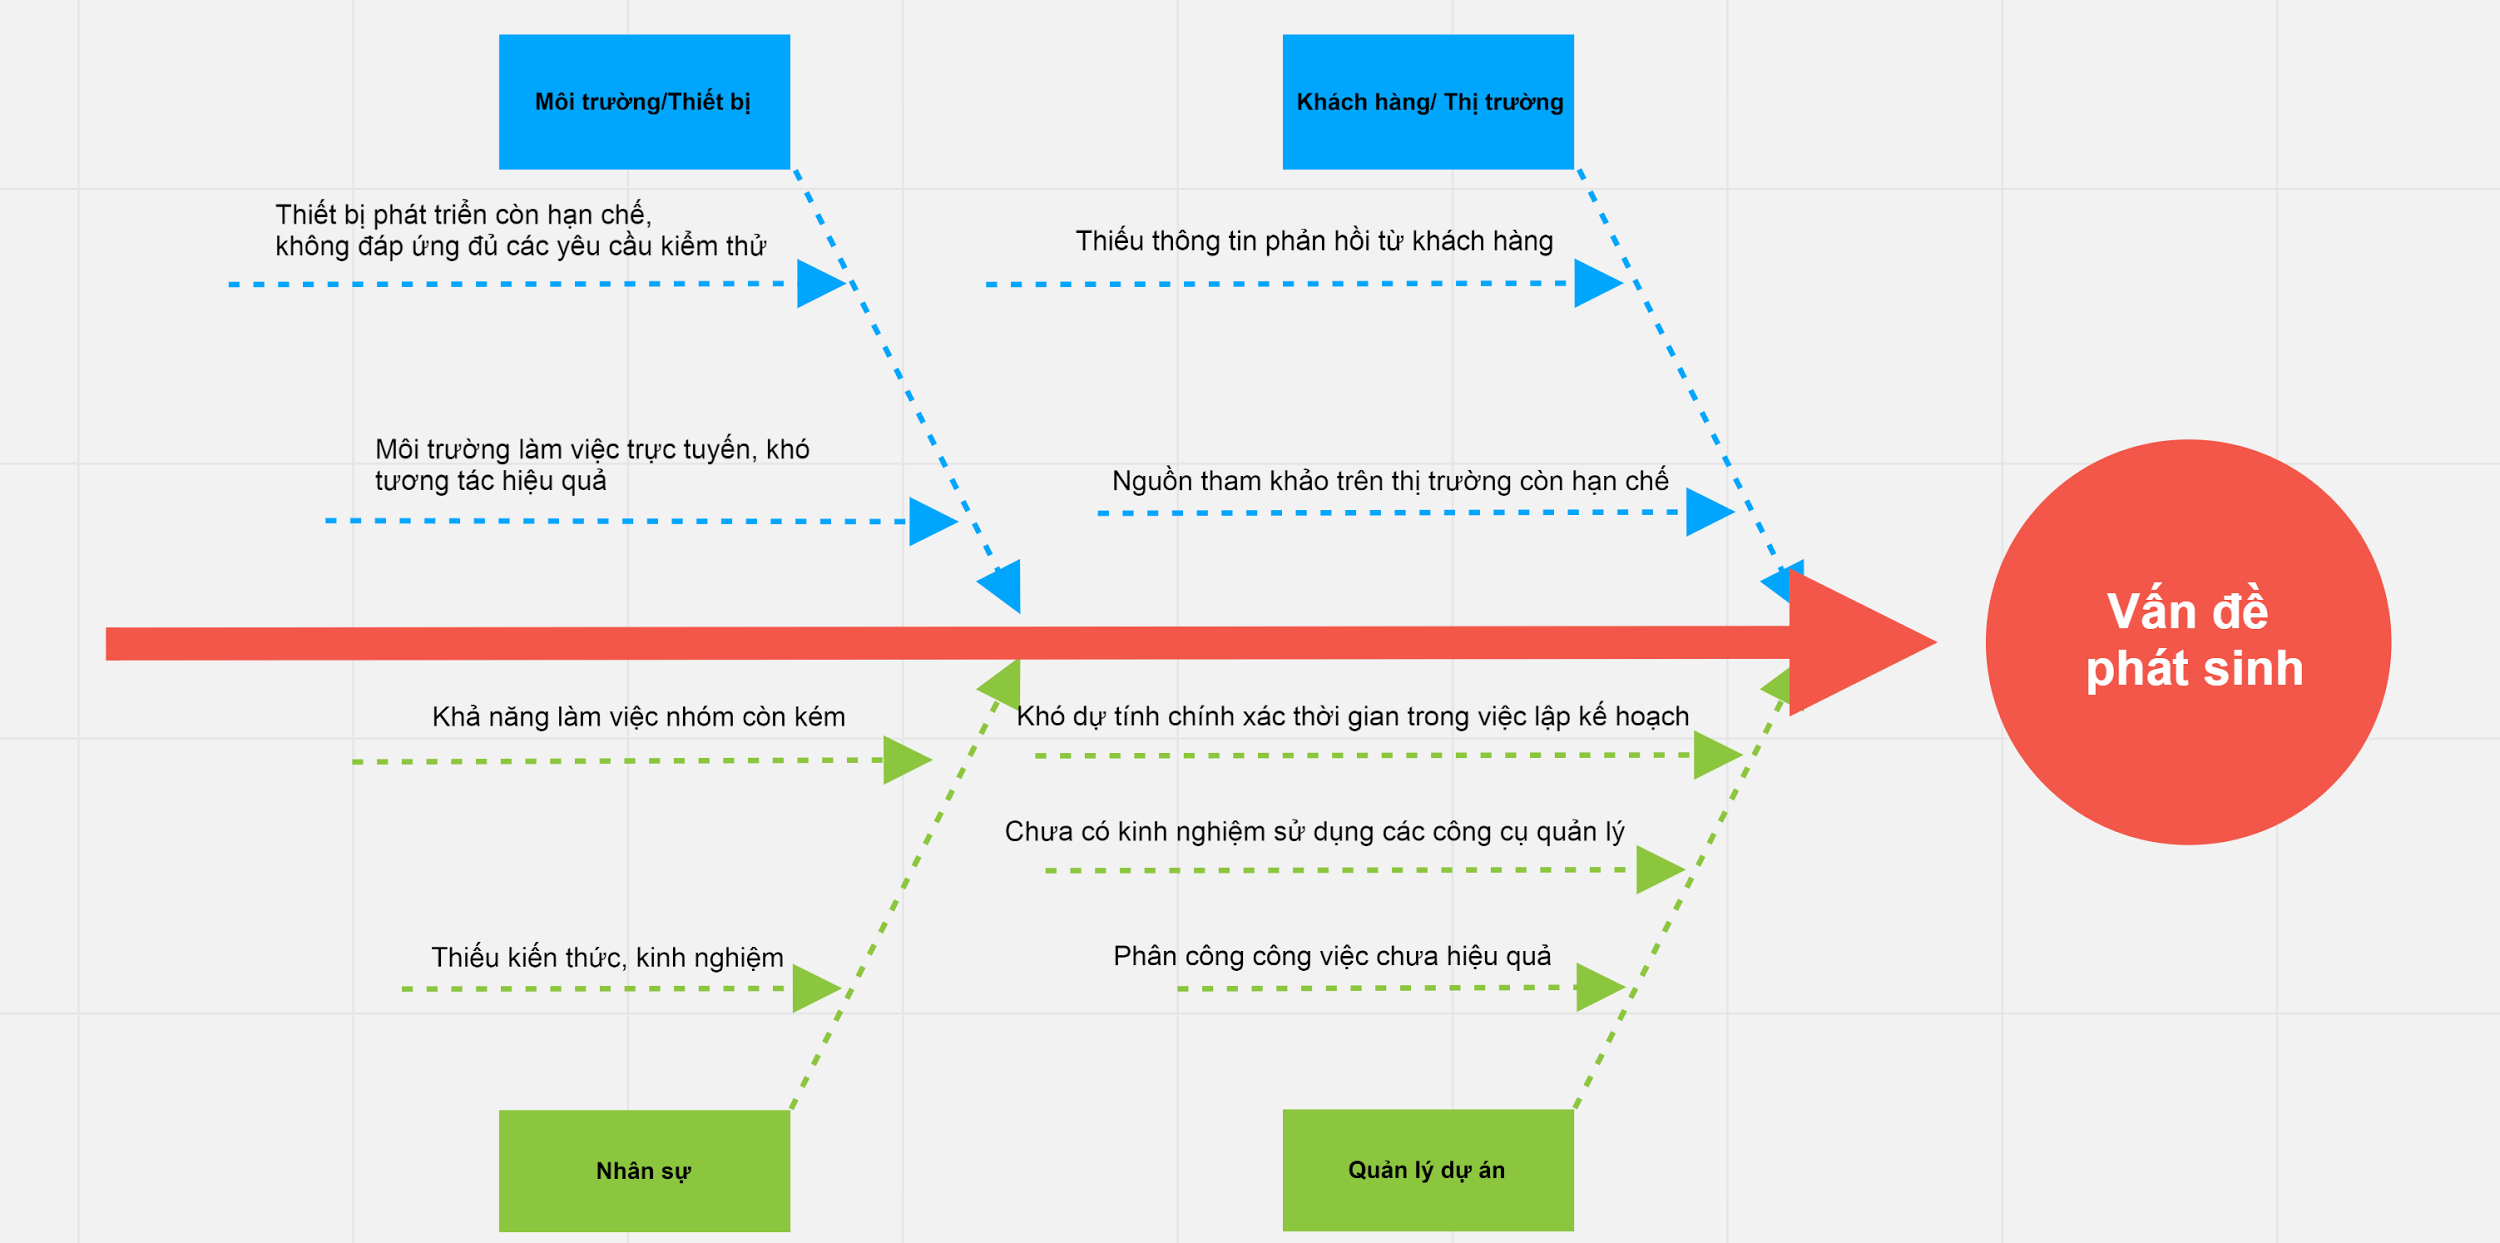 Môi trường/Thiết bị
Khách hàng/ Thị trường
Thiết bị phát triển còn hạn chế,
không đáp ứng đủ các yêu cầu kiểm thử
Thiếu thông tin phản hồi từ khách hàng
Môi trường làm việc trực tuyến, khó
tương tác hiệu quả
Nguồn tham khảo trên thị trường còn hạn chế
Vấn đề
phát sinh
Khả năng làm việc nhóm còn kém
Khó dự tính chính xác thời gian trong việc lập kế hoạch
Chưa có kinh nghiệm sử dụng các công cụ quản lý
Thiếu kiến thức, kinh nghiệm
Phân công công việc chưa hiệu quả
Nhân sự
Quản lý dự án